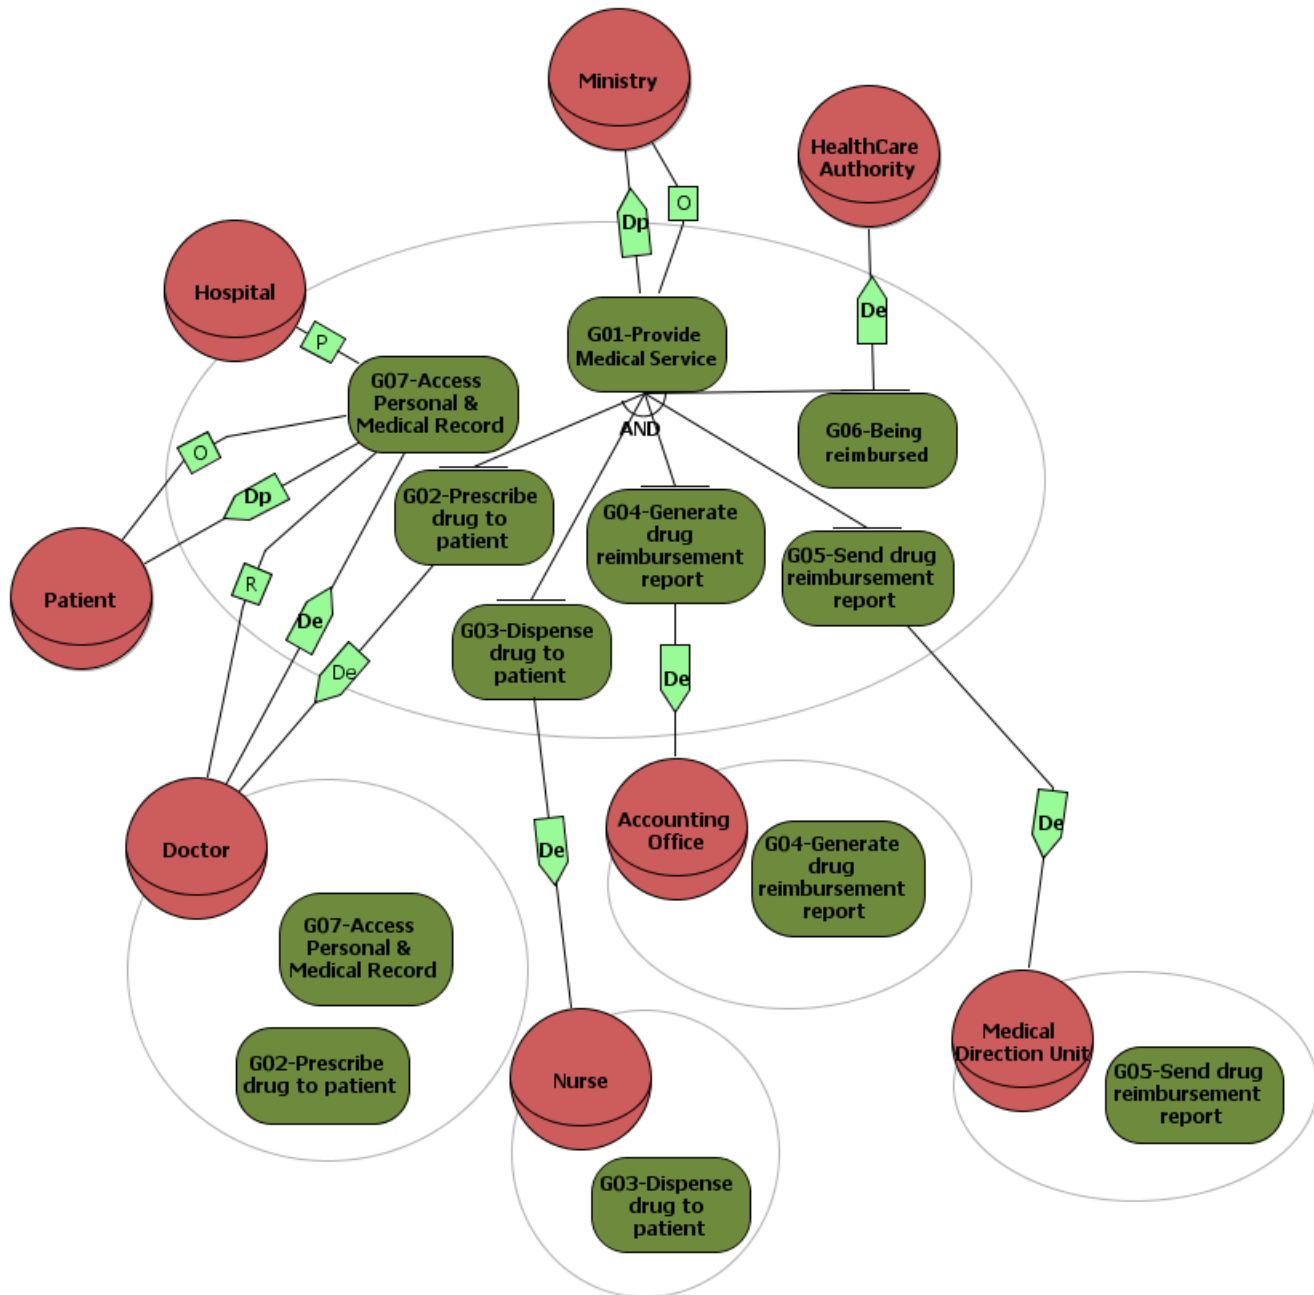 Ministry
HealthCare
Authority
O
Dp
Hospital
De
P
G01-Provide
Medical Service
G07-Access
Personal &
Medical Record
AND
G06-Being
reimbursed
O
Dp
G02-Prescribe
drug to
patient
G04-Generate
drug
reimbursement
report
G05-Send drug
reimbursement
report
R
Patient
De
G03-Dispense
drug to
patient
De
De
De
De
Doctor
Accounting
Office
G04-Generate
drug
reimbursement
report
G07-Access
Personal &
Medical Record
G02-Prescribe
drug to patient
Nurse
Medical
Direction Unit
G05-Send drug
reimbursement
report
G03-Dispense
drug to
patient